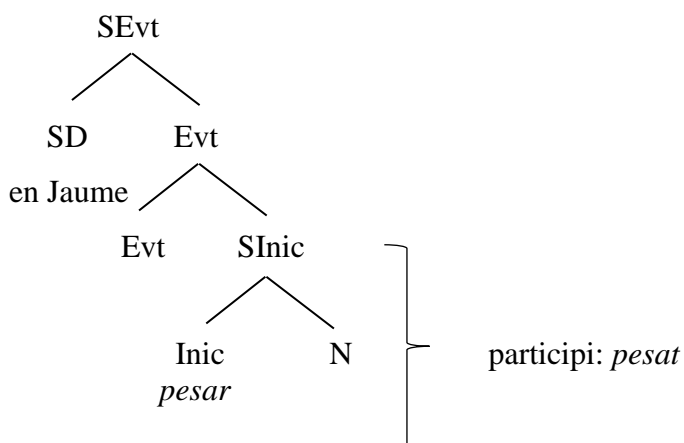 SEvt
SD Evt
en Jaume
Evt SInic
Inic N participi: pesat
pesar